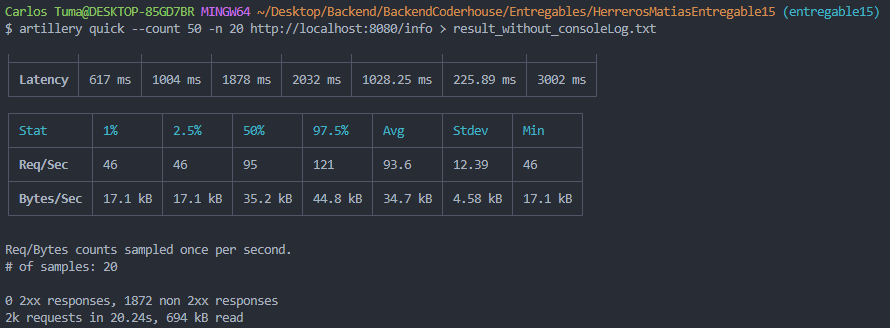 Carlos Tuma@DESKTOP-85GD7BR MINGW64 ~/Desktop/Backend/BackendCoderhouse/Entregables/HerrerosMatiasEntregable15 (entregable15)
$ artillery quick --count 50 -n 20 http://localhost:8080/info > result_without_consoleLog.txt
Latency 617 ms 1004 ms 1878 ms 2032 ms 1028.25 ms 225.89 ms 3002 ms
Stat 1% 2.5% 50% 97.5% Avg Stdev Min
Req/Sec 46 46 95 121 93.6 12.39 46
Bytes/Sec 17.1 kB 17.1 kB 35.2 kB 44.8 kB 34.7 kB 4.58 kB 17.1 kB
Req/Bytes counts sampled once per second.
# of samples: 20
0 2xx responses, 1872 non 2xx responses
2k requests in 20.24s, 694 kB read